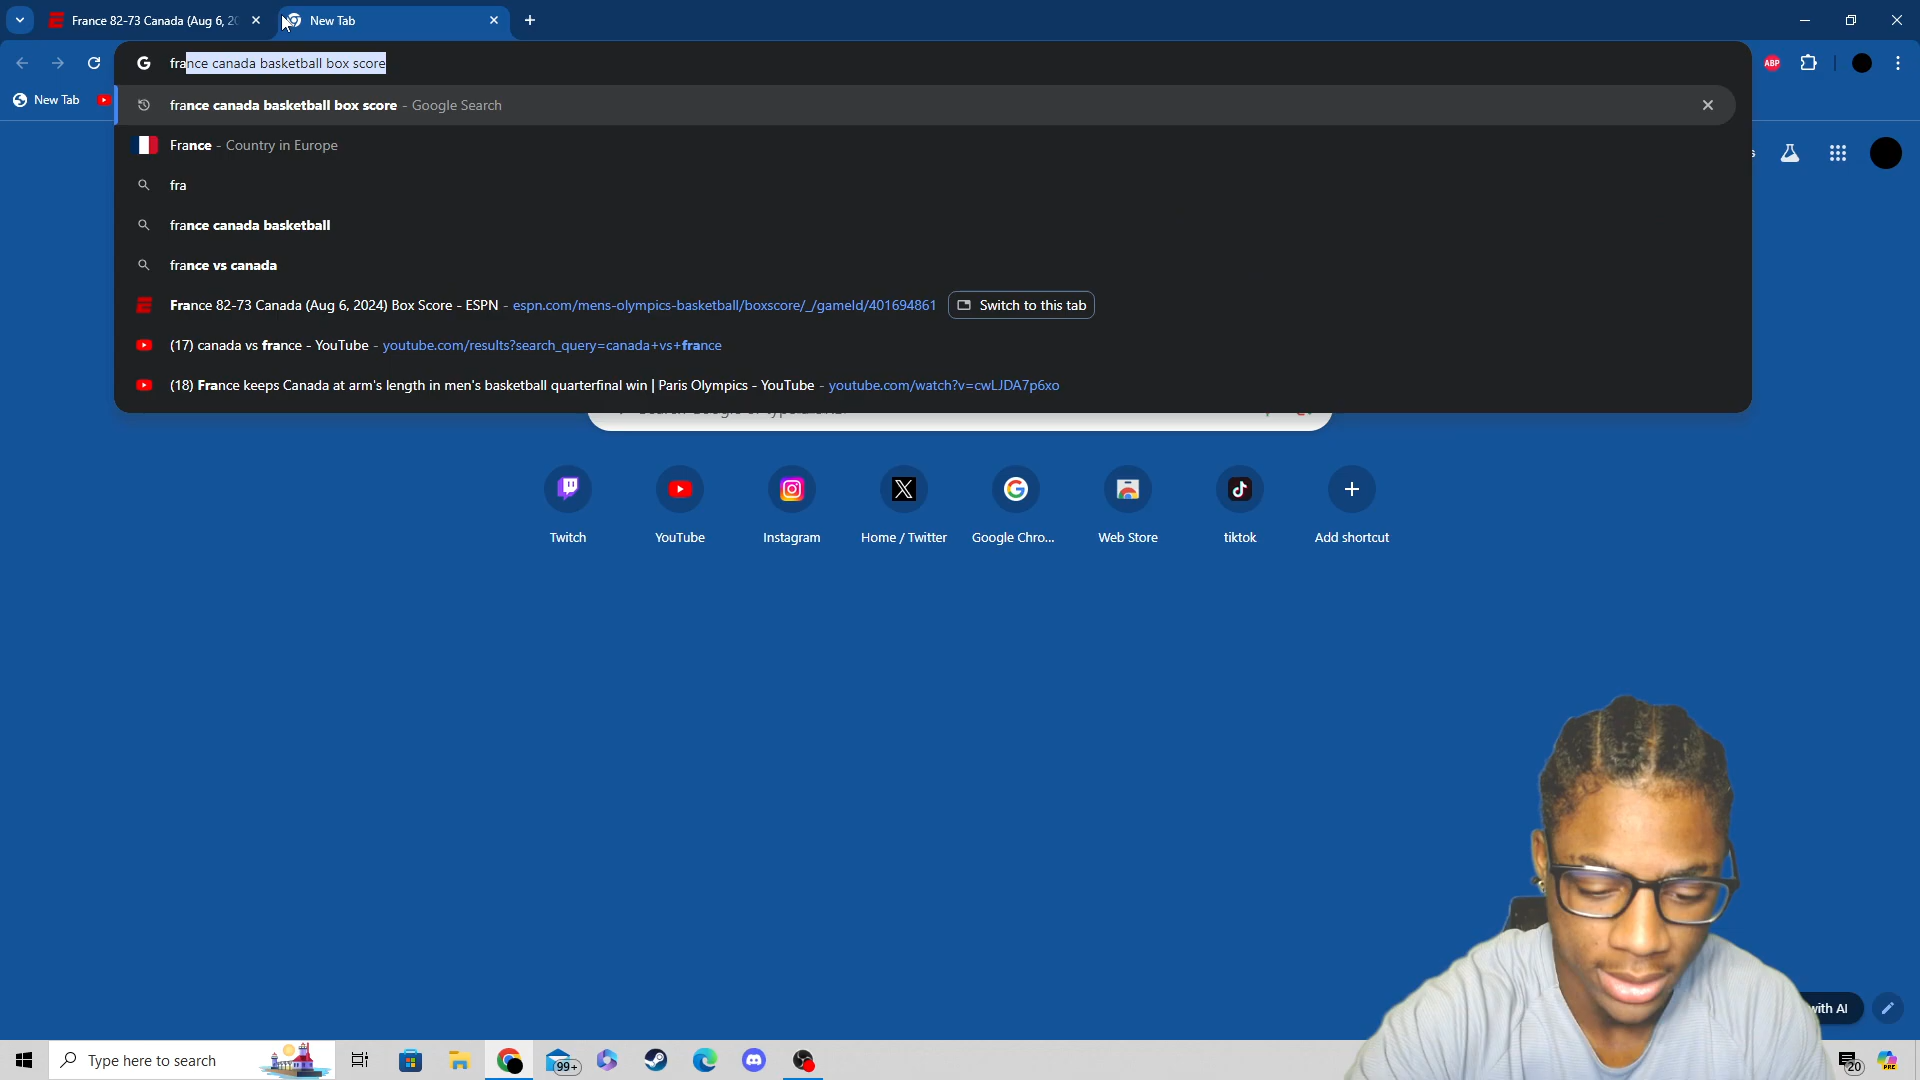 France 82-73 Canada (Aug 6, 20
New Tab
france canada basketball box score
ABP
New Tab
france canada basketball box score - Google Search
France - Country in Europe
fra
france canada basketball
france vs canada
France 82-73 Canada (Aug 6, 2024) Box Score - ESPN - espn.com/mens-olympics-basketball/boxscore/_/gameId/401694861 Switch to this tab
(17) canada vs france - YouTube - youtube.com/results?search_query=canada+vs+france
(18) France keeps Canada at arm's length in men's basketball quarterfinal win | Paris Olympics - YouTube - youtube.com/watch?v=cwLJDA7p6xo
Twitch
YouTube
Instagram
Home / Twitter
Google Chro...
Web Store
tiktok
Add shortcut
with AI
Type here to search
99+
20
PRE